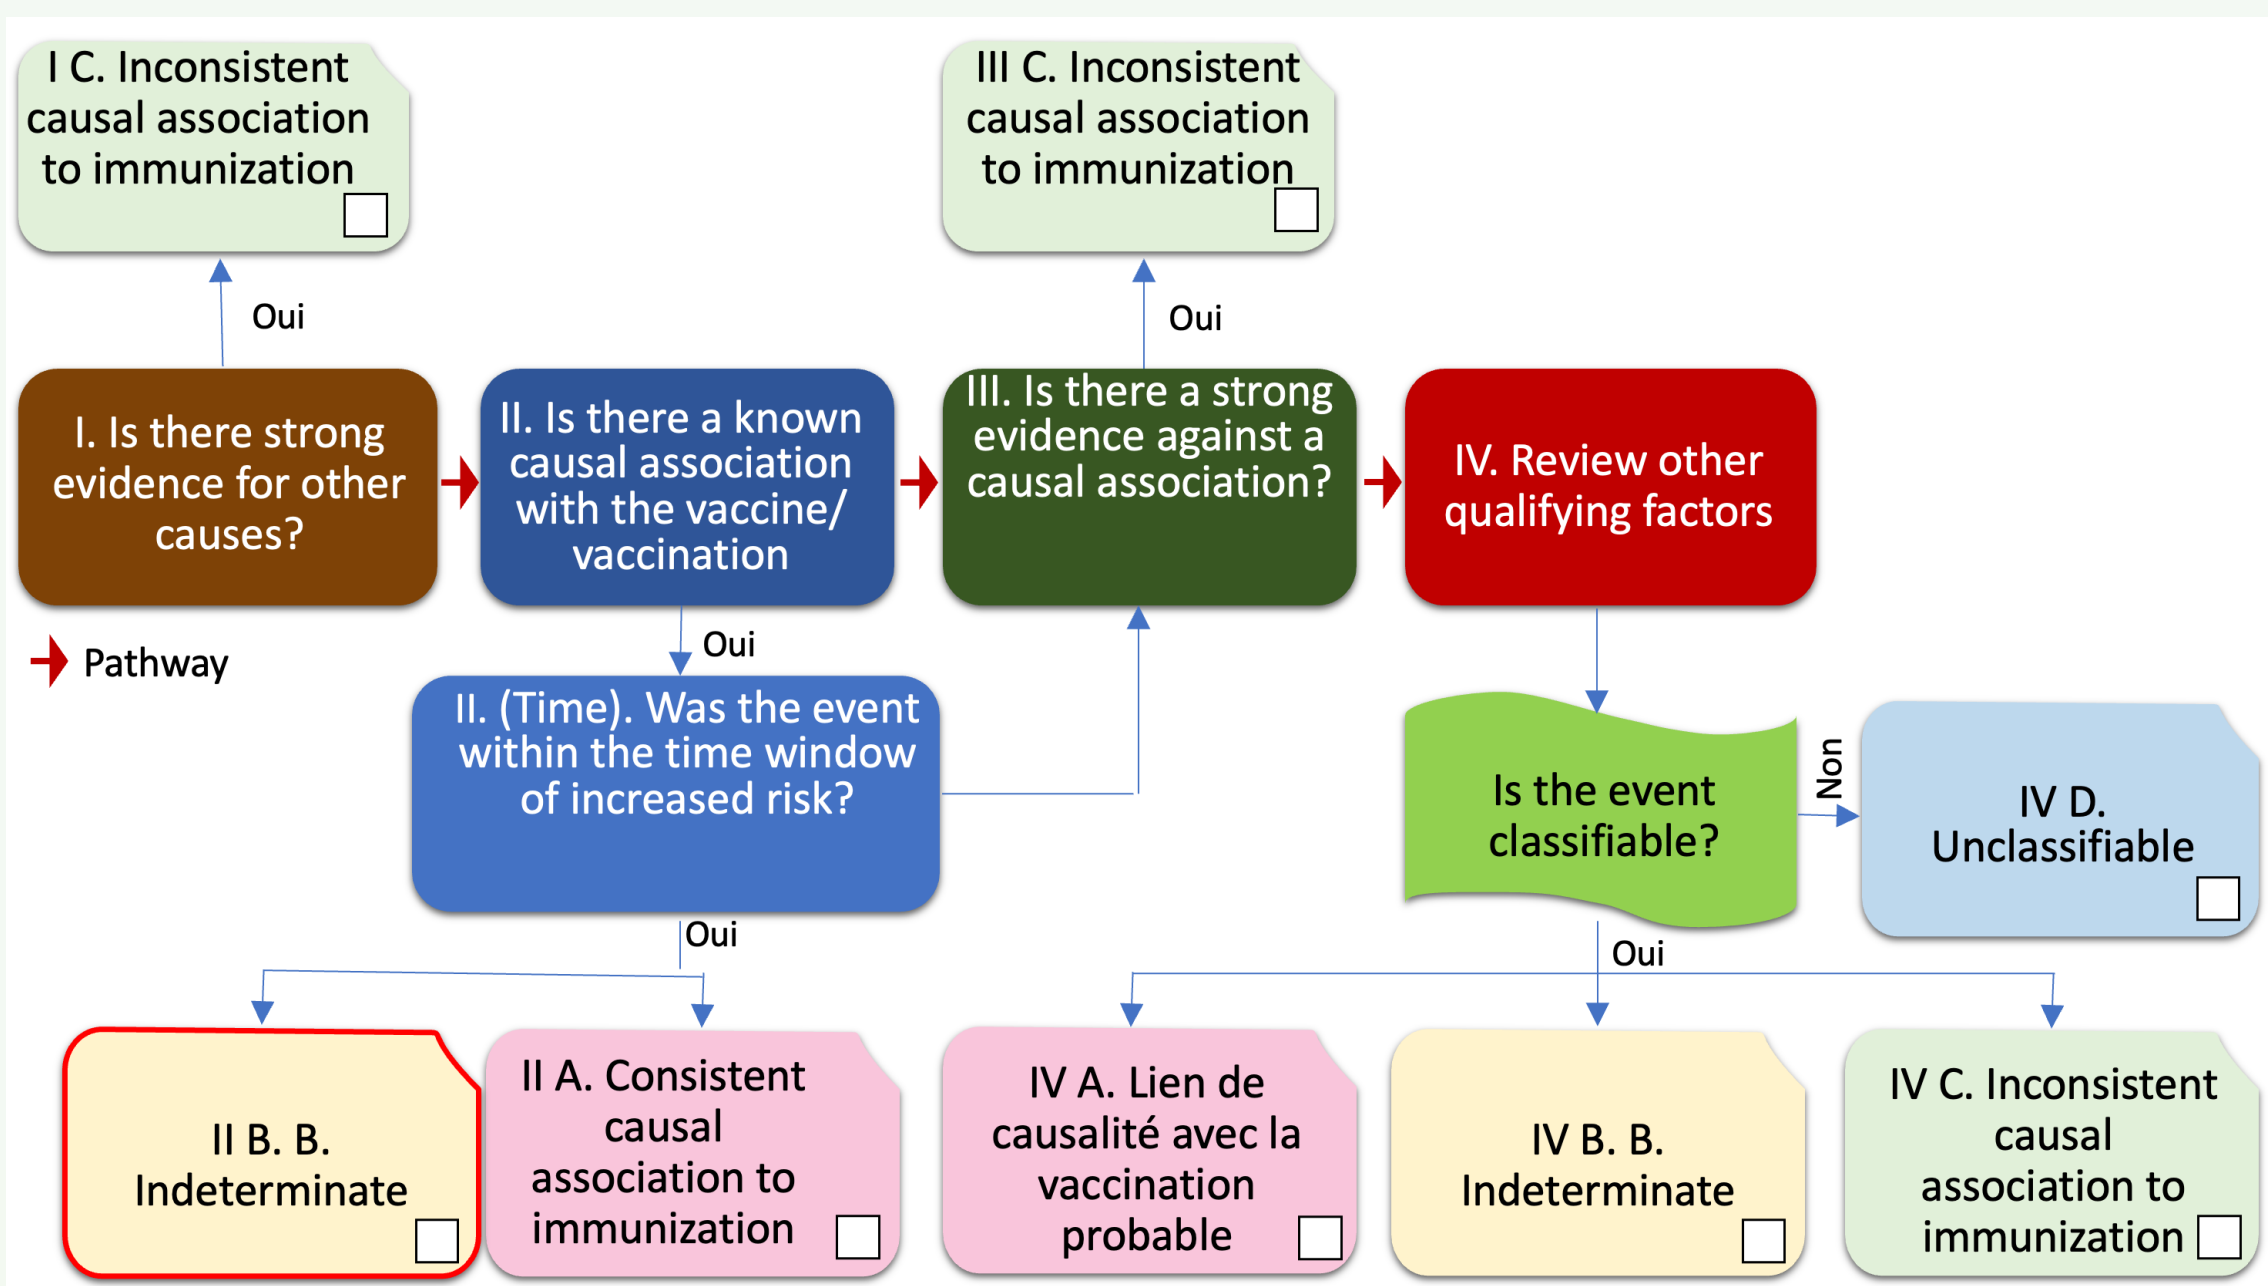 I C. Inconsistent
causal association
to immunization
III C. Inconsistent
causal association
to immunization
Oui
Oui
I. Is there strong
evidence for other
causes?
II. Is there a known
causal association
with the vaccine/
vaccination
III. Is there a strong
evidence against a
causal association?
IV. Review other
qualifying factors
Pathway
Oui
II. (Time). Was the event
within the time window
of increased risk?
Is the event
classifiable?
Non
IV D.
Unclassifiable
Oui
Oui
II B. B.
Indeterminate
II A. Consistent
causal
association to
immunization
IV A. Lien de
causalité avec la
vaccination
probable
IV B. B.
Indeterminate
IV C. Inconsistent
causal
association to
immunization